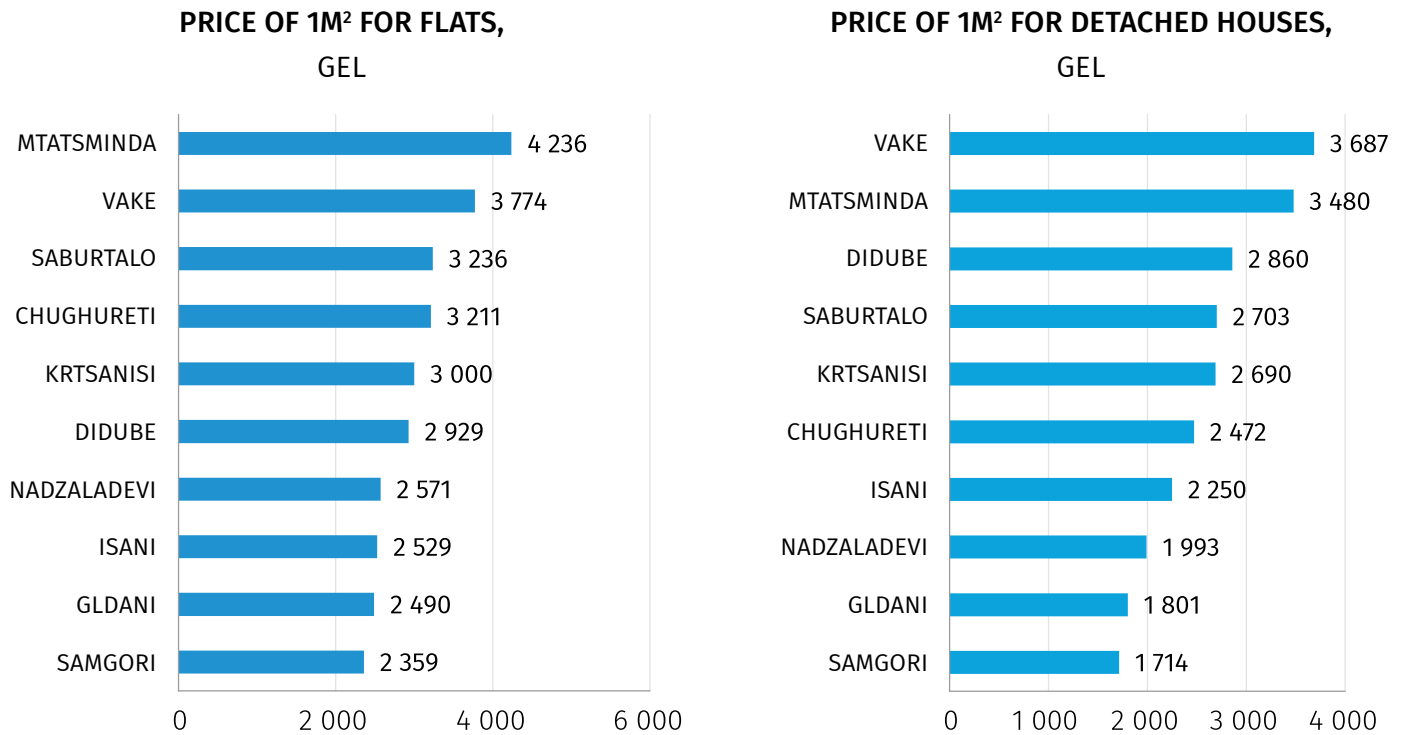 PRICE OF 1M² FOR FLATS,
GEL
MTATSMINDA 4 236
VAKE 3 774
SABURTALO 3 236
CHUGHURETI 3 211
KRTSANISI 3 000
DIDUBE 2 929
NADZALADEVI 2 571
ISANI 2 529
GLDANI 2 490
SAMGORI 2 359
0 2 000 4 000 6 000
PRICE OF 1M² FOR DETACHED HOUSES,
GEL
VAKE 3 687
MTATSMINDA 3 480
DIDUBE 2 860
SABURTALO 2 703
KRTSANISI 2 690
CHUGHURETI 2 472
ISANI 2 250
NADZALADEVI 1 993
GLDANI 1 801
SAMGORI 1 714
0 1 000 2 000 3 000 4 000